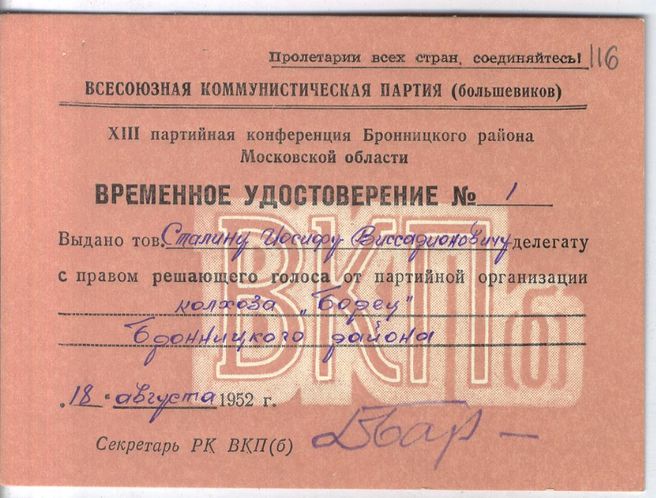 Пролетарии всех стран, соединяйтесь! 116
ВСЕСОЮЗНАЯ КОММУНИСТИЧЕСКАЯ ПАРТИЯ (большевиков)
XIII партийная конференция Бронницкого района
Московской области
ВРЕМЕННОЕ УДОСТОВЕРЕНИЕ № 1
Выдано тов. Сталину Иосифу Виссарионовичу делегату
с правом решающего голоса от партийной организации
колхоза „Борец"
Бронницкого района
ВКП(б)
„18" августа 1952 г.
Секретарь РК ВКП(б)